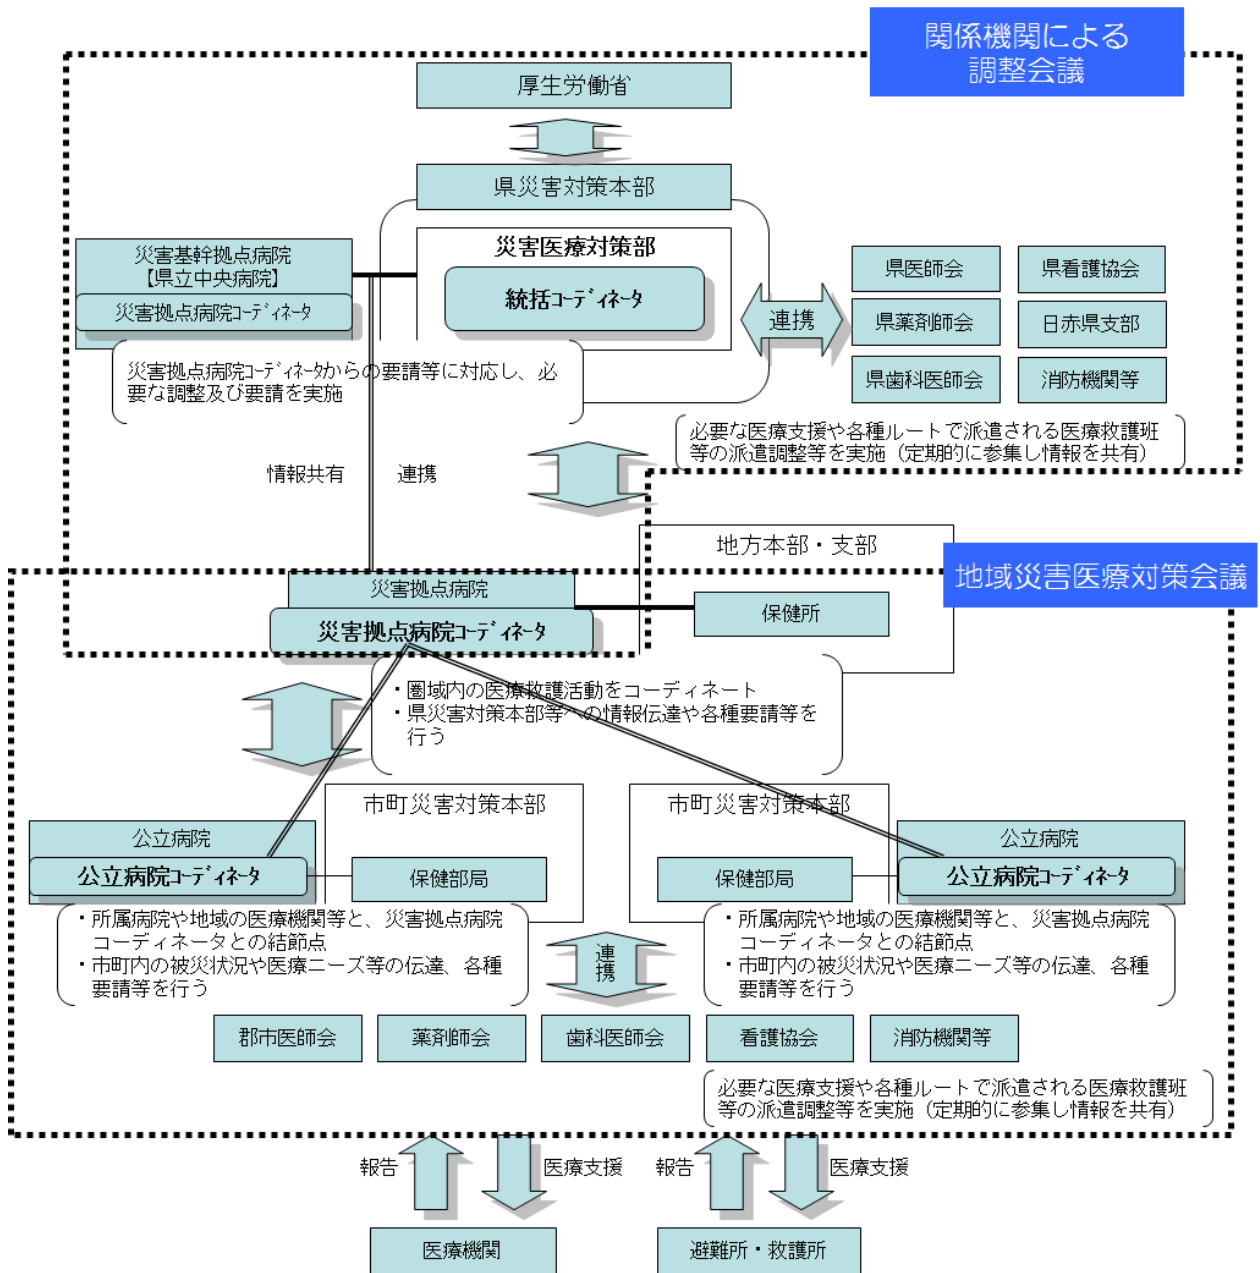 関係機関による
調整会議
厚生労働省
県災害対策本部
災害医療対策部
統括ｺｰﾃﾞｨﾈｰﾀ
災害基幹拠点病院
【県立中央病院】
災害拠点病院ｺｰﾃﾞｨﾈｰﾀ
連携
県医師会
県看護協会
県薬剤師会
日赤県支部
県歯科医師会
消防機関等
災害拠点病院ｺｰﾃﾞｨﾈｰﾀからの要請等に対応し、必
要な調整及び要請を実施
必要な医療支援や各種ルートで派遣される医療救護班
等の派遣調整等を実施（定期的に参集し情報を共有）
情報共有
連携
地方本部・支部
地域災害医療対策会議
災害拠点病院
災害拠点病院ｺｰﾃﾞｨﾈｰﾀ
保健所
・圏域内の医療救護活動をコーディネート
・県災害対策本部等への情報伝達や各種要請等を
行う
市町災害対策本部
市町災害対策本部
公立病院
公立病院ｺｰﾃﾞｨﾈｰﾀ
保健部局
保健部局
公立病院
公立病院ｺｰﾃﾞｨﾈｰﾀ
・所属病院や地域の医療機関等と、災害拠点病院
コーディネータとの結節点
・市町内の被災状況や医療ニーズ等の伝達、各種
要請等を行う
連携
・所属病院や地域の医療機関等と、災害拠点病院
コーディネータとの結節点
・市町内の被災状況や医療ニーズ等の伝達、各種
要請等を行う
郡市医師会
薬剤師会
歯科医師会
看護協会
消防機関等
必要な医療支援や各種ルートで派遣される医療救護班
等の派遣調整等を実施（定期的に参集し情報を共有）
報告
医療支援
報告
医療支援
医療機関
避難所・救護所